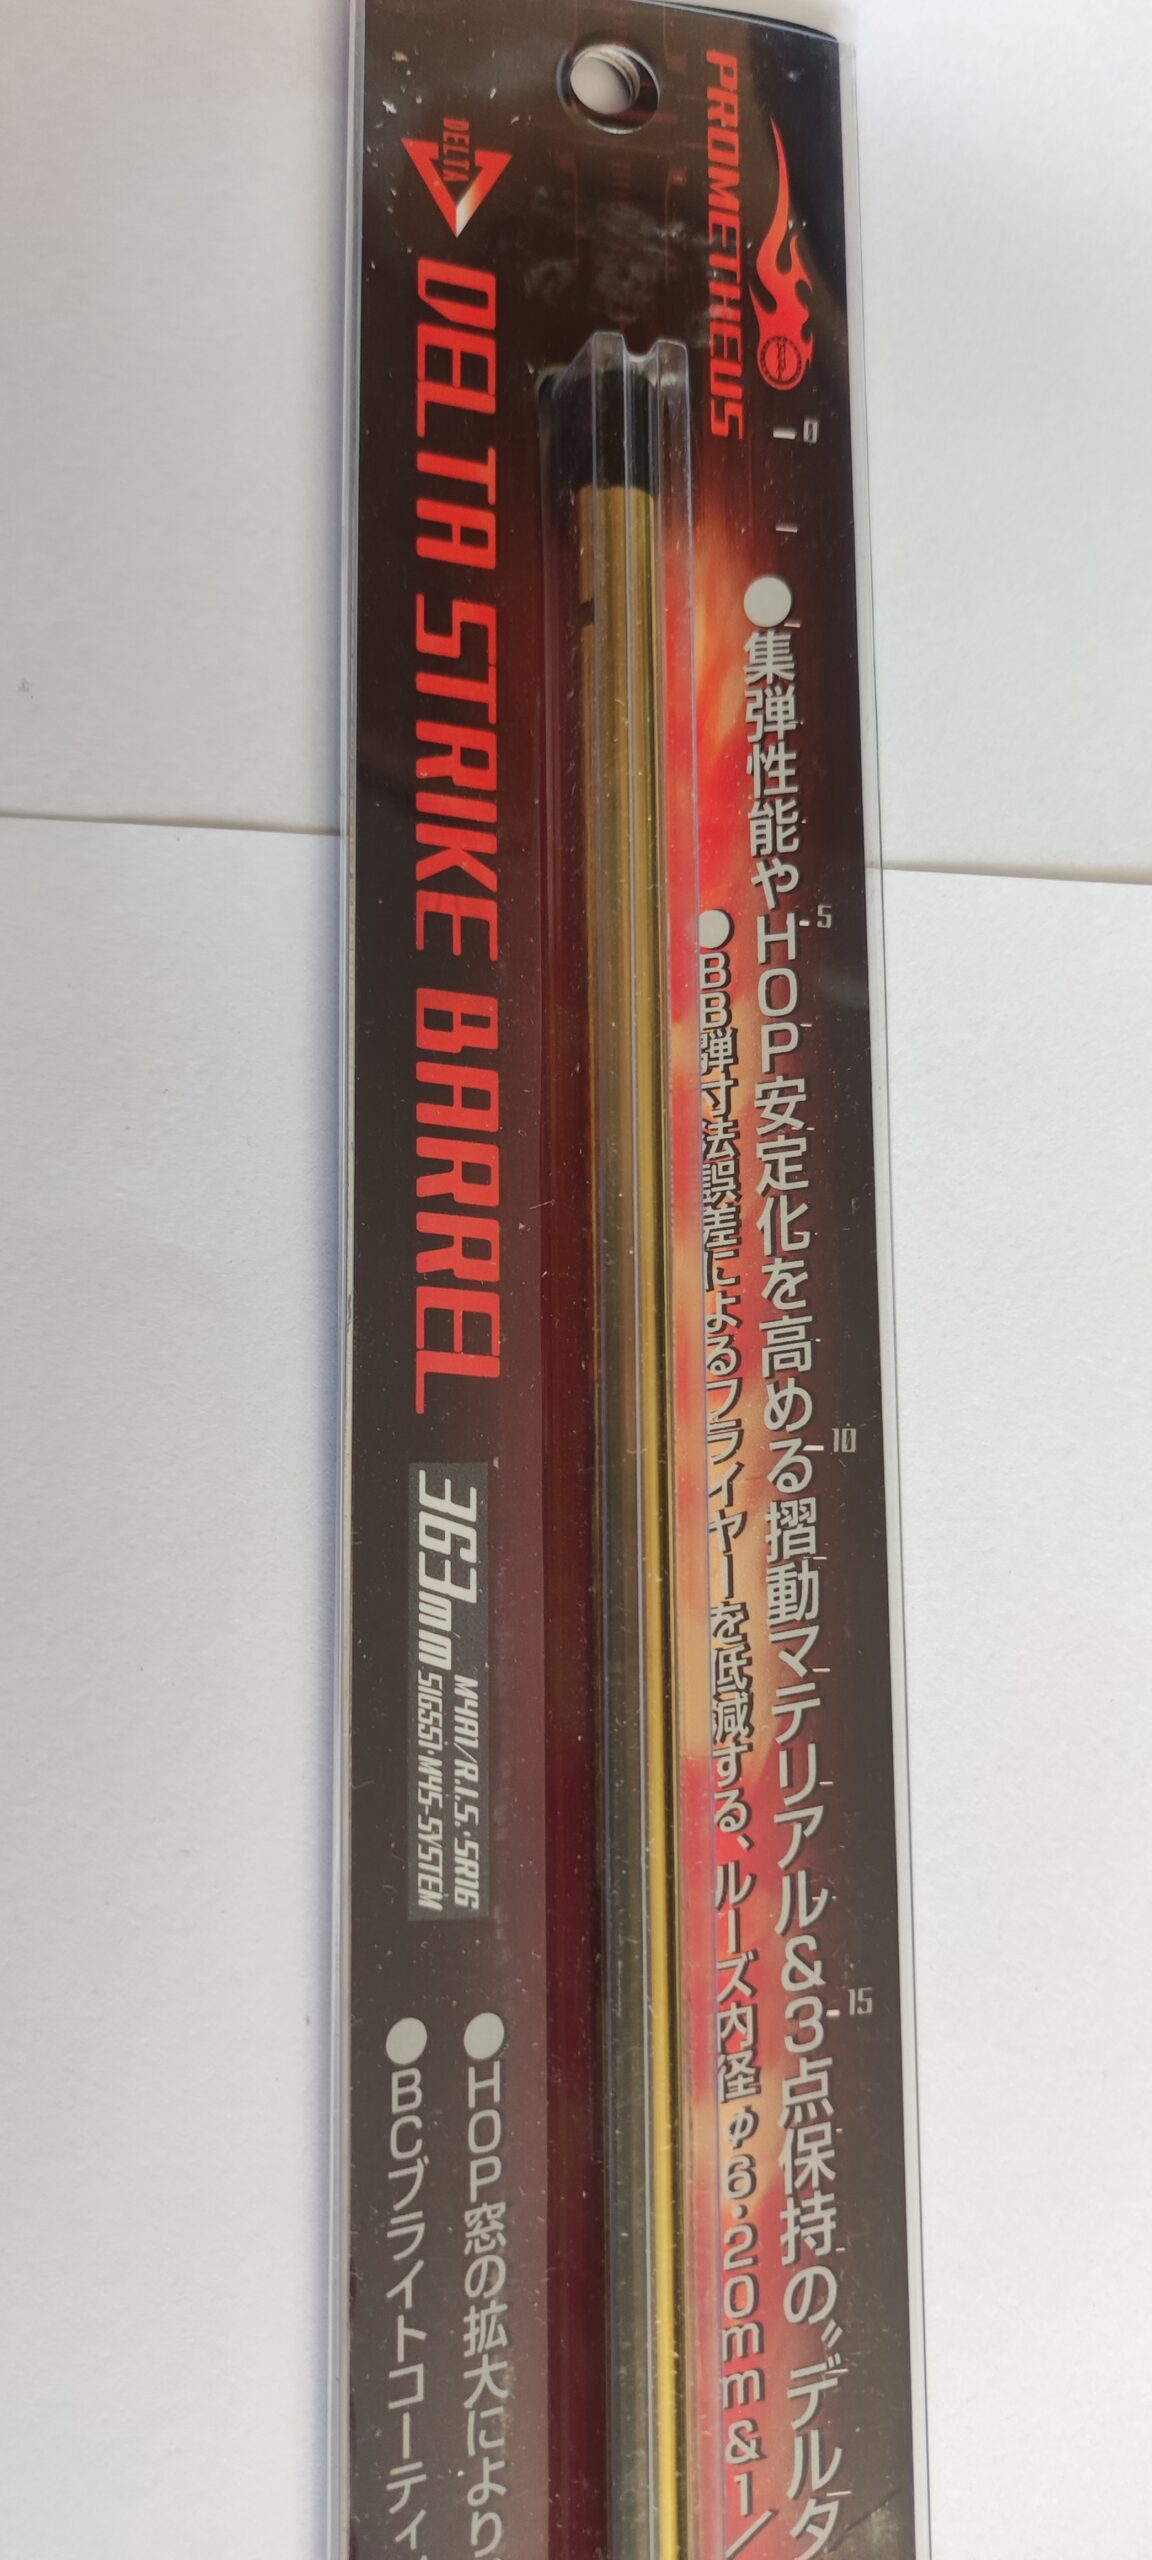 PROMETHEUS
●集弾性能やHOP安定化を高める摺動マテリアル&3点保持の〝デルタ
●BB弾寸法誤差によるフライヤーを低減する、ルーズ内径φ6.20mm&1/
0
5
10
15
DELTA
DELTA STRIKE BARREL
363mm
M4A1/R.I.S.・SR16
SIG551・M45-SYSTEM
●HOP窓の拡大により
●BCブライトコーティ